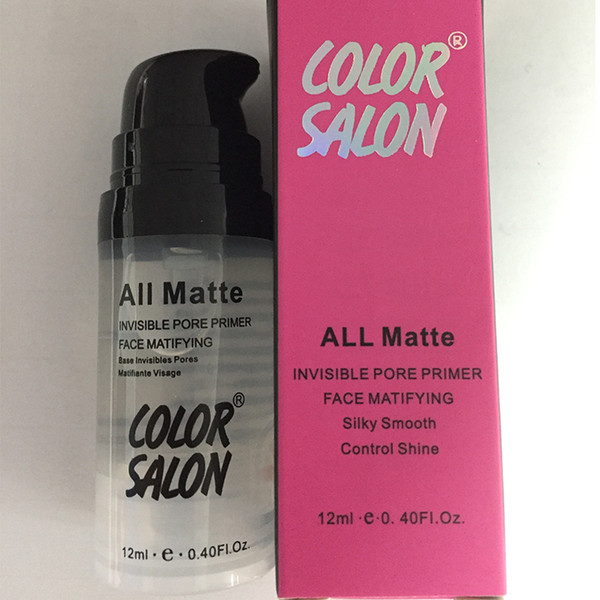 All Matte
INVISIBLE PORE PRIMER
FACE MATIFYING
Base Invisibles Pores
Matifiante Visage
COLOR®
SALON
12ml · e · 0.40Fl.Oz.
COLOR®
SALON
ALL Matte
INVISIBLE PORE PRIMER
FACE MATIFYING
Silky Smooth
Control Shine
12ml ·e·0. 40Fl.Oz.